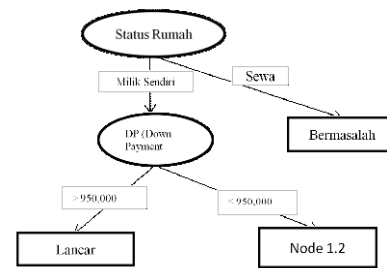 Status Rumah
Milik Sendiri
Sewa
DP (Down
Payment
Bermasalah
>950,000
<950,000
Lancar
Node 1.2